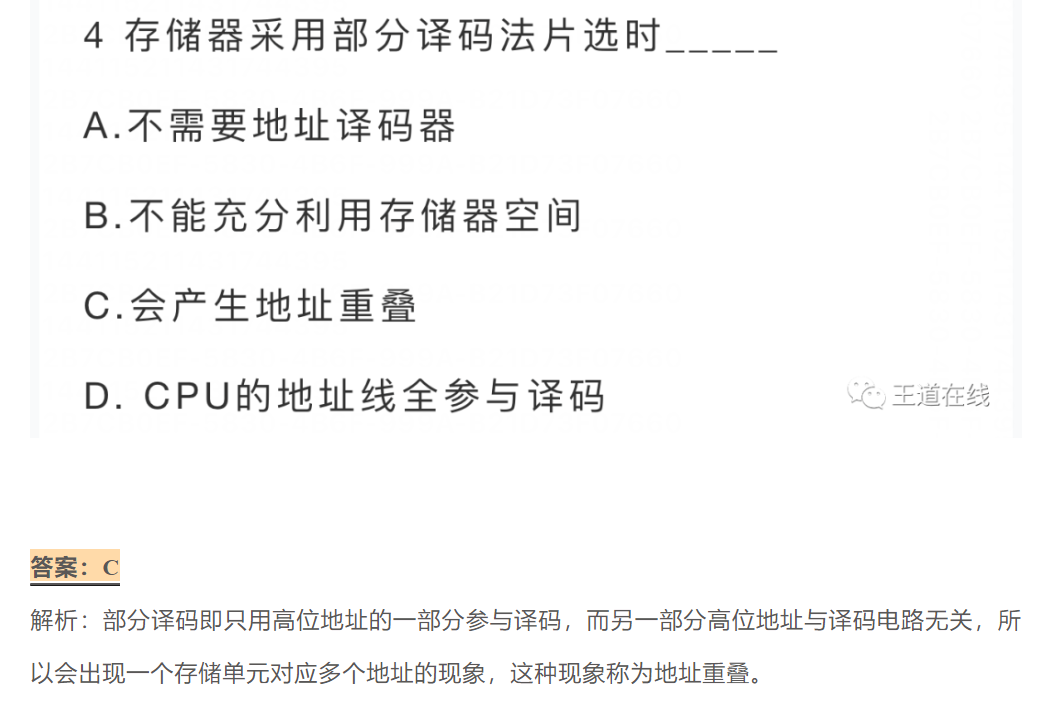 4 存储器采用部分译码法片选时_____
A.不需要地址译码器
B.不能充分利用存储器空间
C.会产生地址重叠
D. CPU的地址线全参与译码
王道在线
答案：C
解析：部分译码即只用高位地址的一部分参与译码，而另一部分高位地址与译码电路无关，所
以会出现一个存储单元对应多个地址的现象，这种现象称为地址重叠。